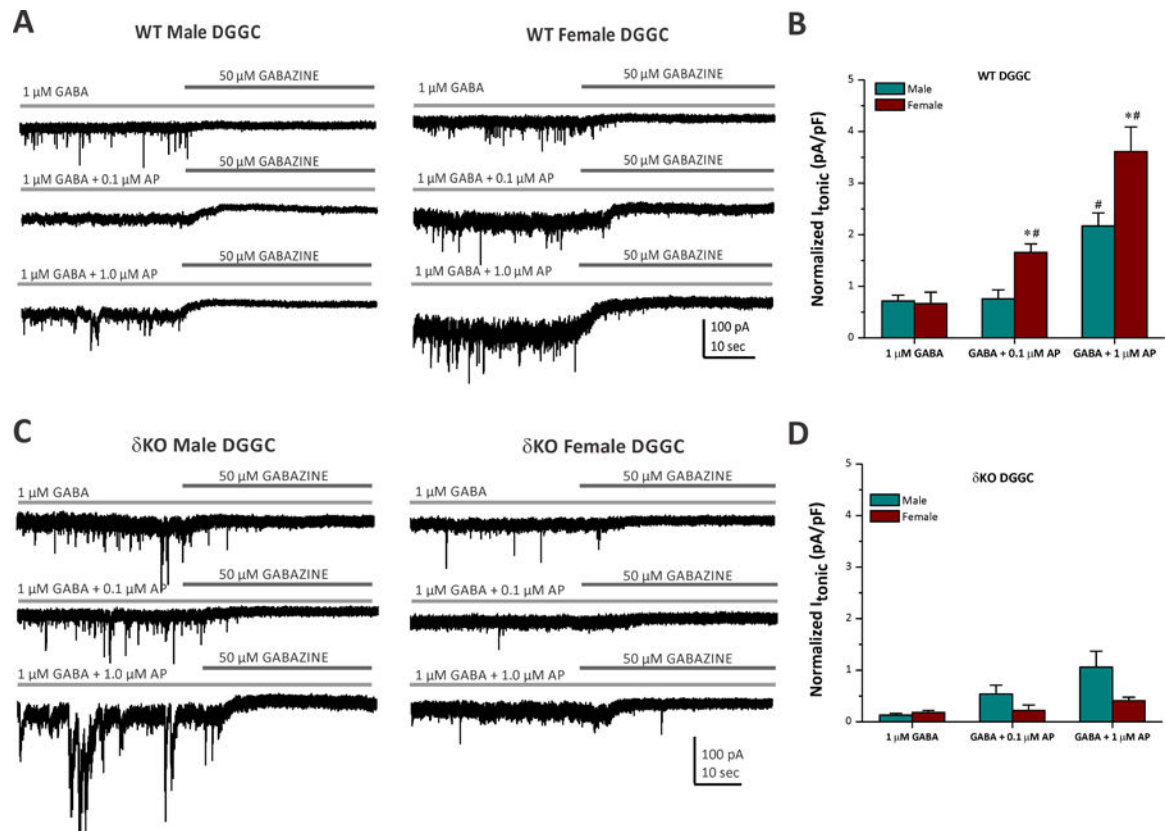 A
WT Male DGGC
50 µM GABAZINE
1 µM GABA
50 µM GABAZINE
1 µM GABA + 0.1 µM AP
50 µM GABAZINE
1 µM GABA + 1.0 µM AP
WT Female DGGC
50 µM GABAZINE
1 µM GABA
50 µM GABAZINE
1 µM GABA + 0.1 µM AP
50 µM GABAZINE
1 µM GABA + 1.0 µM AP
100 pA
10 sec
B
WT DGGC
Male
Female
Normalized Itonic (pA/pF)
5
4
3
2
1
0
*#
#
*#
1 µM GABA
GABA + 0.1 µM AP
GABA + 1 µM AP
C
δKO Male DGGC
50 µM GABAZINE
1 µM GABA
50 µM GABAZINE
1 µM GABA + 0.1 µM AP
50 µM GABAZINE
1 µM GABA + 1.0 µM AP
δKO Female DGGC
50 µM GABAZINE
1 µM GABA
50 µM GABAZINE
1 µM GABA + 0.1 µM AP
50 µM GABAZINE
1 µM GABA + 1.0 µM AP
100 pA
10 sec
D
δKO DGGC
Male
Female
Normalized Itonic (pA/pF)
5
4
3
2
1
0
1 µM GABA
GABA + 0.1 µM AP
GABA + 1 µM AP